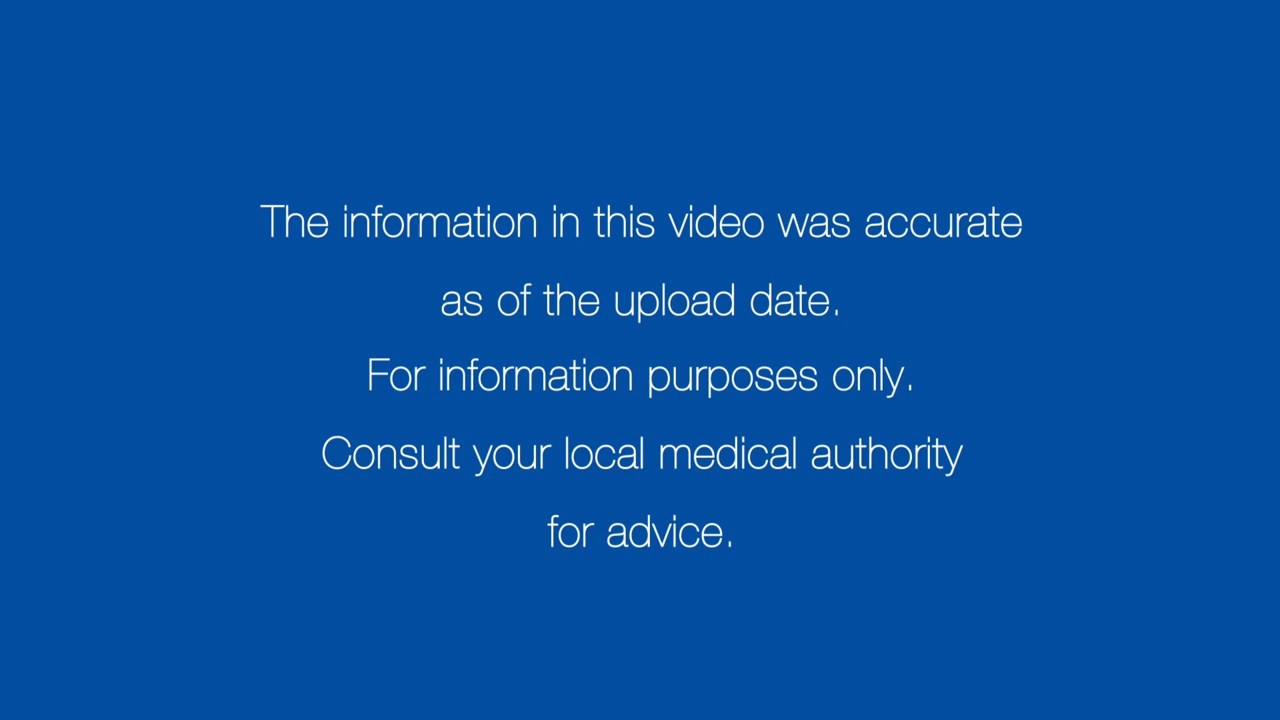 The information in this video was accurate
as of the upload date.
For information purposes only.
Consult your local medical authority
for advice.